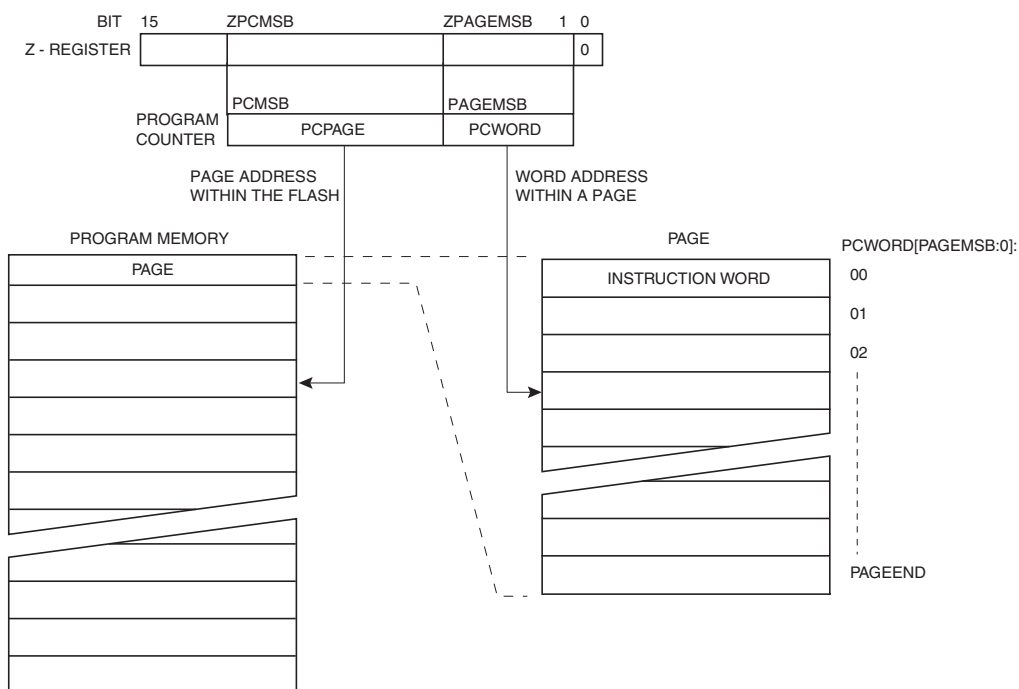 BIT 15 ZPCMSB ZPAGEMSB 1 0
Z - REGISTER 0
PCMSB PAGEMSB
PROGRAM
COUNTER
PCPAGE PCWORD
PAGE ADDRESS
WITHIN THE FLASH
WORD ADDRESS
WITHIN A PAGE
PROGRAM MEMORY
PAGE
PAGE
PCWORD[PAGEMSB:0]:
INSTRUCTION WORD
00
01
02
PAGEEND